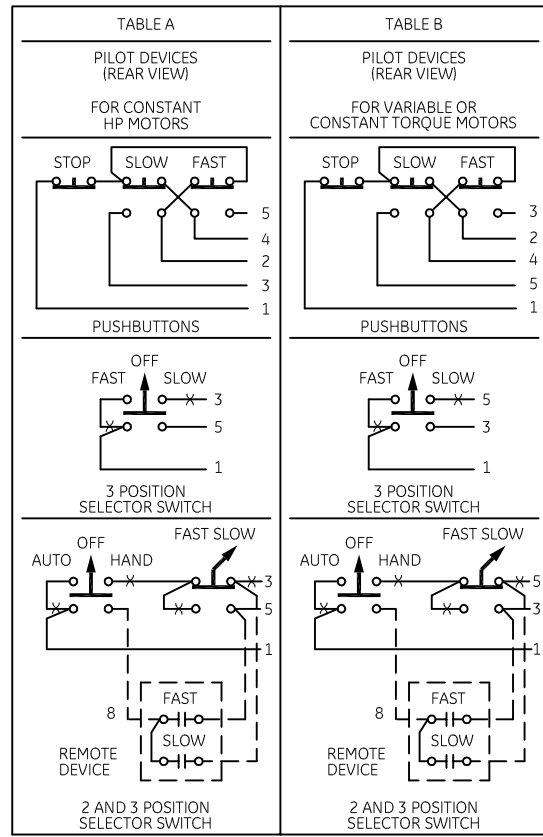 TABLE A
PILOT DEVICES
(REAR VIEW)
FOR CONSTANT
HP MOTORS
STOP SLOW FAST
5
4
2
3
1
PUSHBUTTONS
OFF
FAST SLOW
3
5
1
3 POSITION
SELECTOR SWITCH
FAST SLOW
OFF
AUTO HAND
3
5
1
FAST
8
SLOW
REMOTE
DEVICE
2 AND 3 POSITION
SELECTOR SWITCH
TABLE B
PILOT DEVICES
(REAR VIEW)
FOR VARIABLE OR
CONSTANT TORQUE MOTORS
STOP SLOW FAST
3
2
4
5
1
PUSHBUTTONS
OFF
FAST SLOW
5
3
1
3 POSITION
SELECTOR SWITCH
FAST SLOW
OFF
AUTO HAND
5
3
1
FAST
8
SLOW
REMOTE
DEVICE
2 AND 3 POSITION
SELECTOR SWITCH